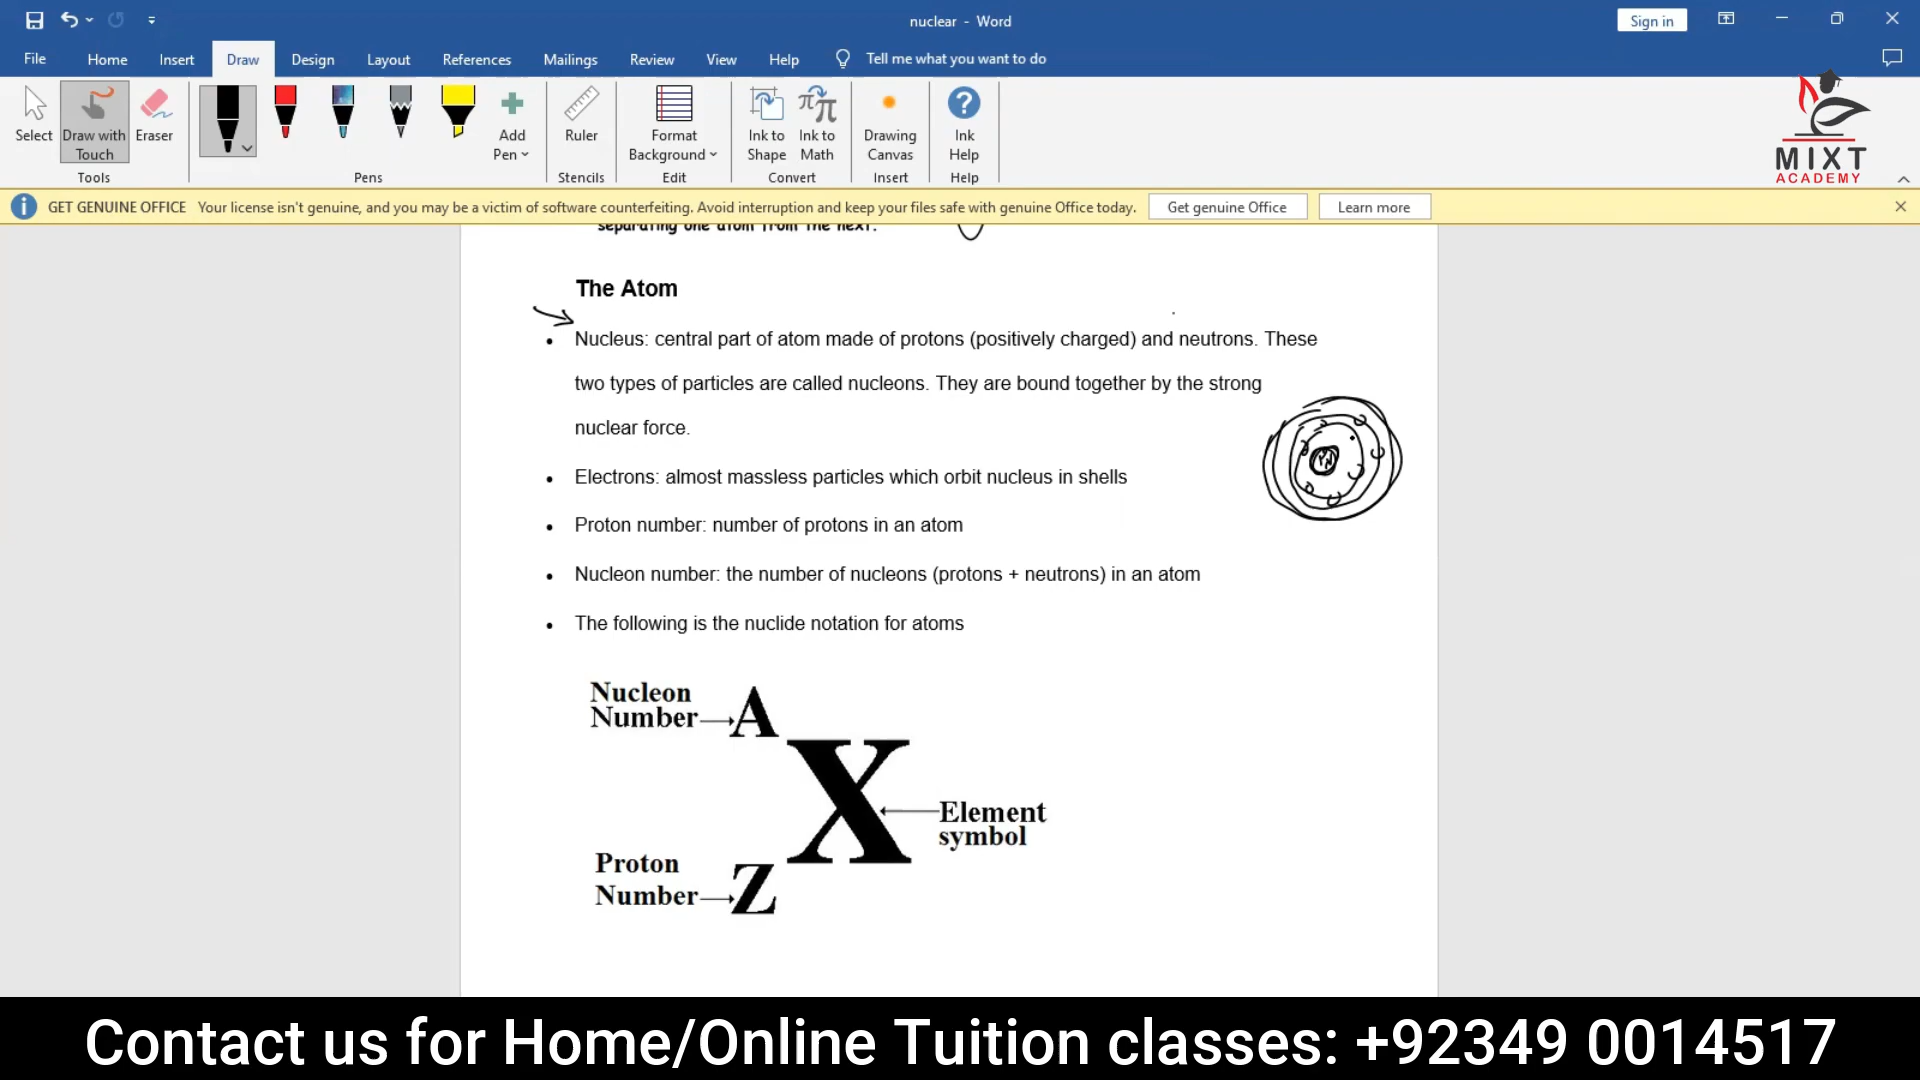 nuclear - Word
Sign in
File Home Insert Draw Design Layout References Mailings Review View Help Tell me what you want to do
Select Draw with Touch Eraser Add Pen Ruler Format Background Ink to Shape Ink to Math Drawing Canvas Ink Help
Tools Pens Stencils Edit Convert Insert Help
MIXT
ACADEMY
GET GENUINE OFFICE Your license isn't genuine, and you may be a victim of software counterfeiting. Avoid interruption and keep your files safe with genuine Office today. Get genuine Office Learn more
separating one atom from the next.
The Atom
• Nucleus: central part of atom made of protons (positively charged) and neutrons. These
two types of particles are called nucleons. They are bound together by the strong
nuclear force.
• Electrons: almost massless particles which orbit nucleus in shells
• Proton number: number of protons in an atom
• Nucleon number: the number of nucleons (protons + neutrons) in an atom
• The following is the nuclide notation for atoms
Nucleon
Number A
X
Element
symbol
Proton
Number Z
Contact us for Home/Online Tuition classes: +92349 0014517